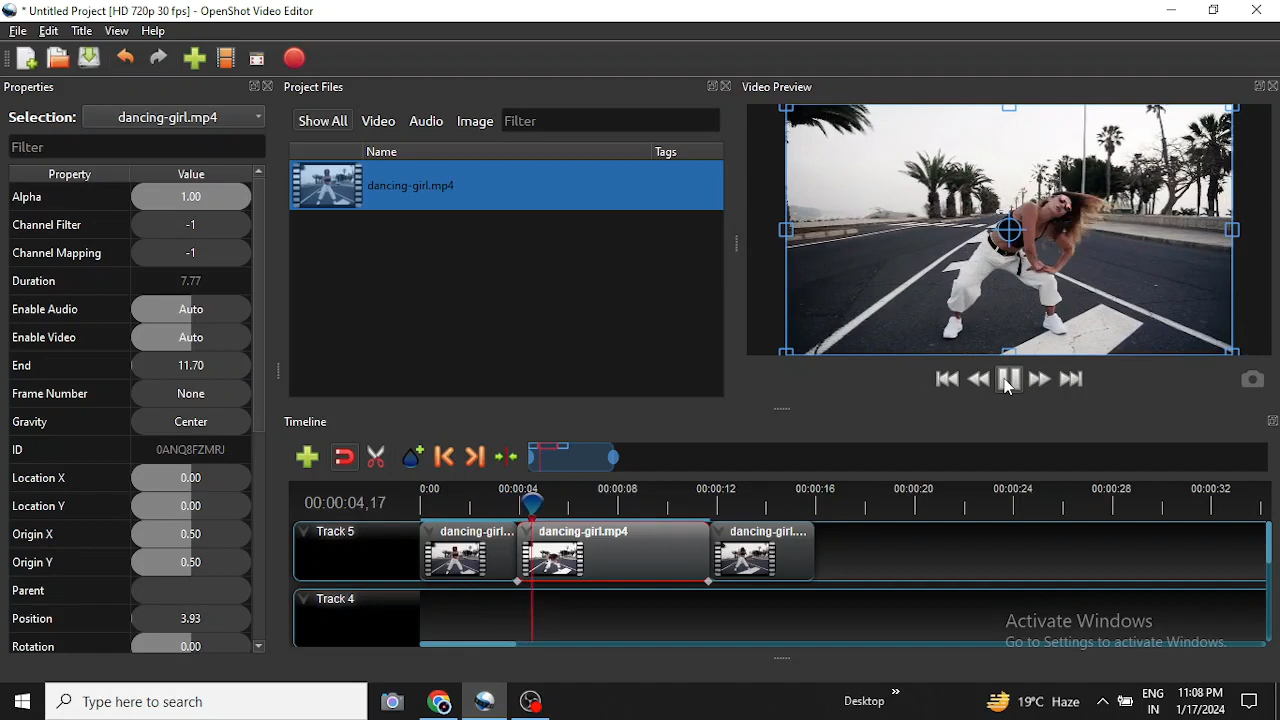 * Untitled Project [HD 720p 30 fps] - OpenShot Video Editor
File Edit Title View Help
Properties
Project Files
Video Preview
Selection: dancing-girl.mp4
Show All Video Audio Image Filter
Filter
Name Tags
Property Value
dancing-girl.mp4
Alpha 1.00
Channel Filter -1
Channel Mapping -1
Duration 7.77
Enable Audio Auto
Enable Video Auto
End 11.70
Frame Number None
Gravity Center
Timeline
ID 0ANQ8FZMRJ
Location X 0.00
0:00 00:00:04 00:00:08 00:00:12 00:00:16 00:00:20 00:00:24 00:00:28 00:00:32
00:00:04,17
Location Y 0.00
Origin X 0.50
Track 5 dancing-girl... dancing-girl.mp4 dancing-girl....
Origin Y 0.50
Parent
Track 4
Position 3.93
Rotation 0.00
Activate Windows
Go to Settings to activate Windows.
Type here to search
Desktop
19°C Haze
ENG
IN
11:08 PM
1/17/2024